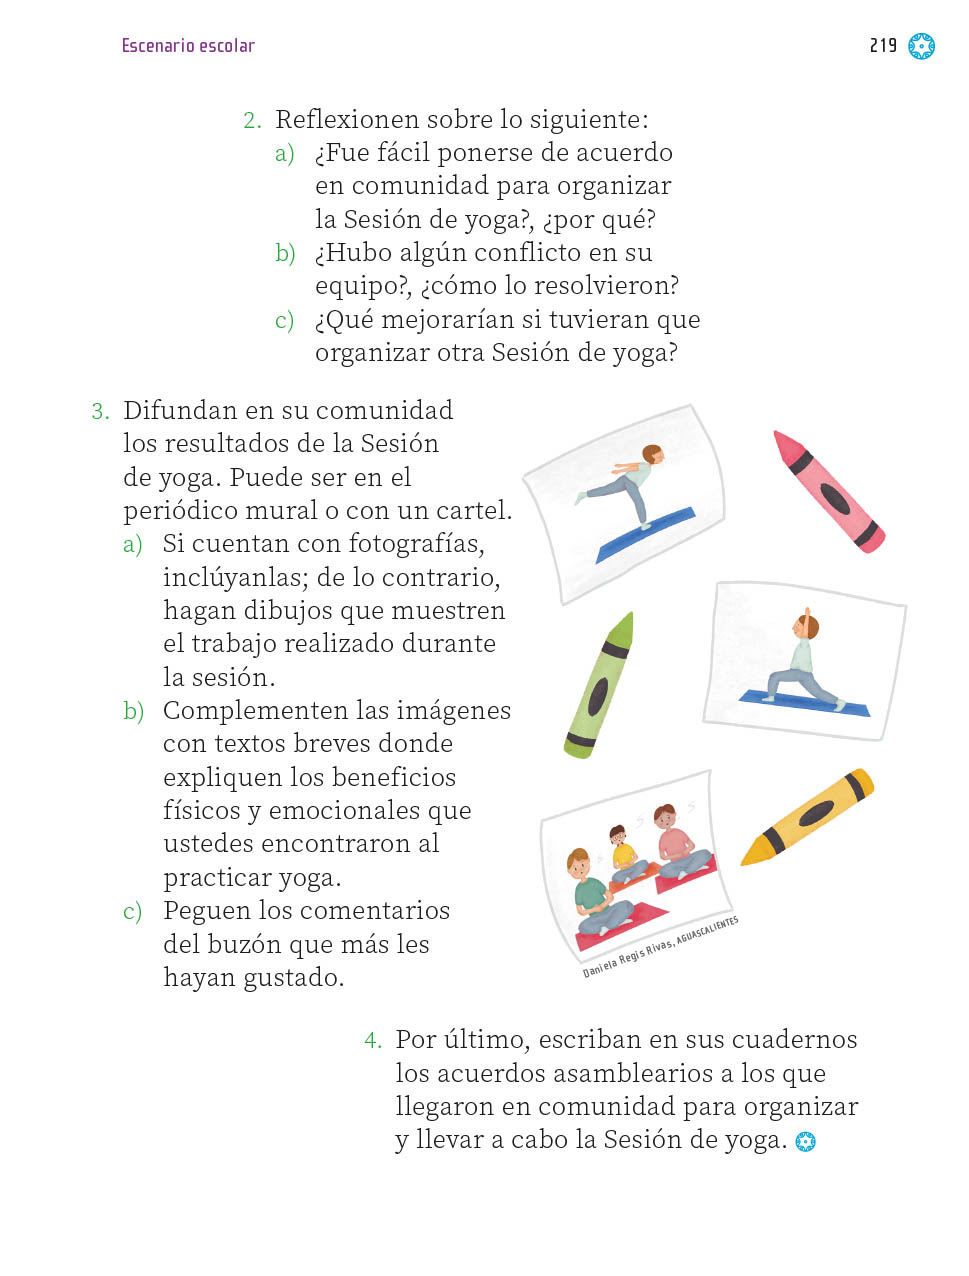 Escenario escolar
219
2. Reflexionen sobre lo siguiente:
a) ¿Fue fácil ponerse de acuerdo
en comunidad para organizar
la Sesión de yoga?, ¿por qué?
b) ¿Hubo algún conflicto en su
equipo?, ¿cómo lo resolvieron?
c) ¿Qué mejorarían si tuvieran que
organizar otra Sesión de yoga?
3. Difundan en su comunidad
los resultados de la Sesión
de yoga. Puede ser en el
periódico mural o con un cartel.
a) Si cuentan con fotografías,
inclúyanlas; de lo contrario,
hagan dibujos que muestren
el trabajo realizado durante
la sesión.
b) Complementen las imágenes
con textos breves donde
expliquen los beneficios
físicos y emocionales que
ustedes encontraron al
practicar yoga.
c) Peguen los comentarios
del buzón que más les
hayan gustado.
Daniela Regis Rivas, AGUASCALIENTES
4. Por último, escriban en sus cuadernos
los acuerdos asamblearios a los que
llegaron en comunidad para organizar
y llevar a cabo la Sesión de yoga.